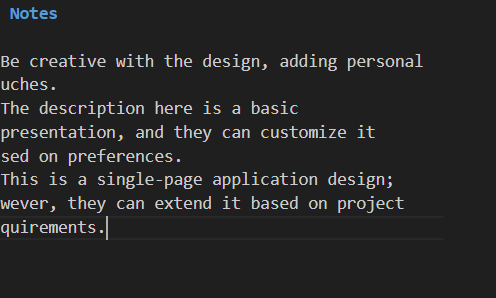 Notes
Be creative with the design, adding personal
uches.
The description here is a basic
presentation, and they can customize it
sed on preferences.
This is a single-page application design;
wever, they can extend it based on project
quirements.